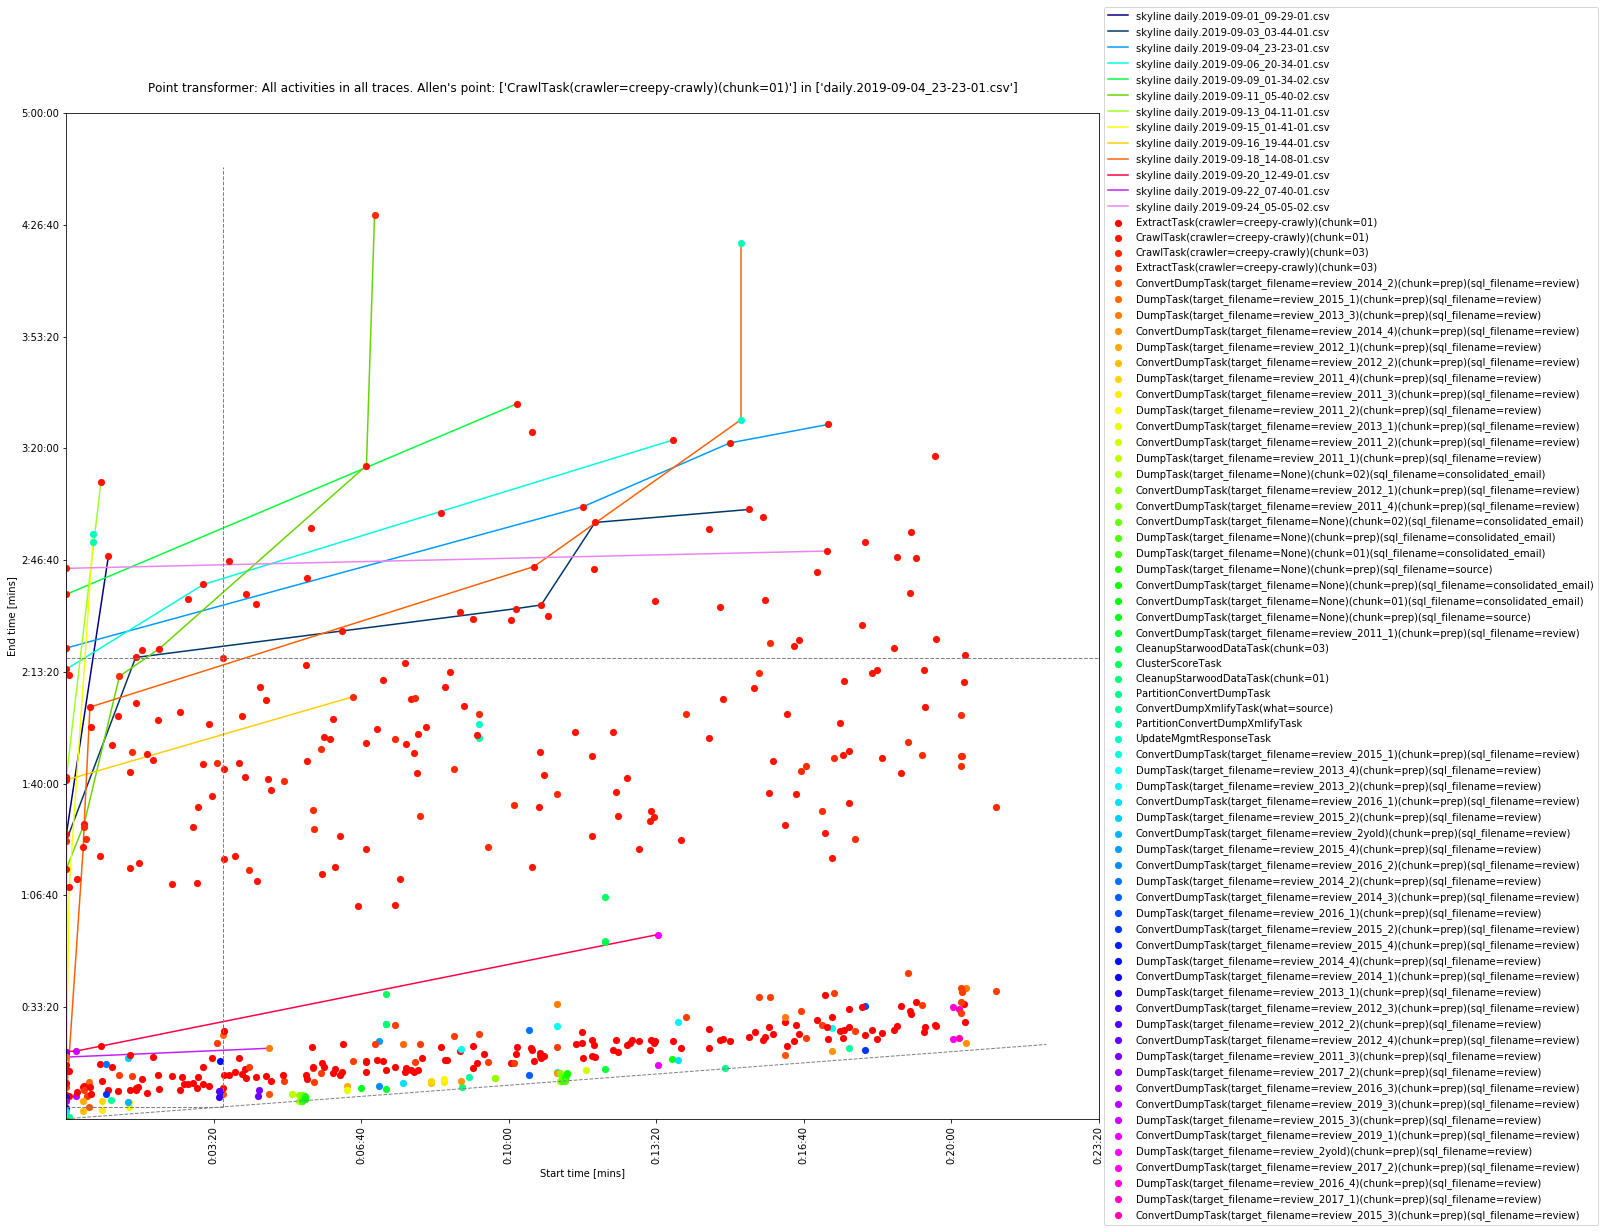 Point transformer: All activities in all traces. Allen's point: ['CrawlTask(crawler=creepy-crawly)(chunk=01)'] in ['daily.2019-09-04_23-23-01.csv']
5:00:00
4:26:40
3:53:20
3:20:00
2:46:40
2:13:20
1:40:00
1:06:40
0:33:20
End time [mins]
0:03:20
0:06:40
0:10:00
0:13:20
0:16:40
0:20:00
0:23:20
Start time [mins]
skyline daily.2019-09-01_09-29-01.csv
skyline daily.2019-09-03_03-44-01.csv
skyline daily.2019-09-04_23-23-01.csv
skyline daily.2019-09-06_20-34-01.csv
skyline daily.2019-09-09_01-34-02.csv
skyline daily.2019-09-11_05-40-02.csv
skyline daily.2019-09-13_04-11-01.csv
skyline daily.2019-09-15_01-41-01.csv
skyline daily.2019-09-16_19-44-01.csv
skyline daily.2019-09-18_14-08-01.csv
skyline daily.2019-09-20_12-49-01.csv
skyline daily.2019-09-22_07-40-01.csv
skyline daily.2019-09-24_05-05-02.csv
ExtractTask(crawler=creepy-crawly)(chunk=01)
CrawlTask(crawler=creepy-crawly)(chunk=01)
CrawlTask(crawler=creepy-crawly)(chunk=03)
ExtractTask(crawler=creepy-crawly)(chunk=03)
ConvertDumpTask(target_filename=review_2014_2)(chunk=prep)(sql_filename=review)
DumpTask(target_filename=review_2015_1)(chunk=prep)(sql_filename=review)
DumpTask(target_filename=review_2013_3)(chunk=prep)(sql_filename=review)
ConvertDumpTask(target_filename=review_2014_4)(chunk=prep)(sql_filename=review)
DumpTask(target_filename=review_2012_1)(chunk=prep)(sql_filename=review)
ConvertDumpTask(target_filename=review_2012_2)(chunk=prep)(sql_filename=review)
DumpTask(target_filename=review_2011_4)(chunk=prep)(sql_filename=review)
ConvertDumpTask(target_filename=review_2011_3)(chunk=prep)(sql_filename=review)
DumpTask(target_filename=review_2011_2)(chunk=prep)(sql_filename=review)
ConvertDumpTask(target_filename=review_2013_1)(chunk=prep)(sql_filename=review)
ConvertDumpTask(target_filename=review_2011_2)(chunk=prep)(sql_filename=review)
DumpTask(target_filename=review_2011_1)(chunk=prep)(sql_filename=review)
DumpTask(target_filename=None)(chunk=02)(sql_filename=consolidated_email)
ConvertDumpTask(target_filename=review_2012_1)(chunk=prep)(sql_filename=review)
ConvertDumpTask(target_filename=review_2011_4)(chunk=prep)(sql_filename=review)
ConvertDumpTask(target_filename=None)(chunk=02)(sql_filename=consolidated_email)
DumpTask(target_filename=None)(chunk=prep)(sql_filename=consolidated_email)
DumpTask(target_filename=None)(chunk=01)(sql_filename=consolidated_email)
DumpTask(target_filename=None)(chunk=prep)(sql_filename=source)
ConvertDumpTask(target_filename=None)(chunk=prep)(sql_filename=consolidated_email)
ConvertDumpTask(target_filename=None)(chunk=01)(sql_filename=consolidated_email)
ConvertDumpTask(target_filename=None)(chunk=prep)(sql_filename=source)
ConvertDumpTask(target_filename=review_2011_1)(chunk=prep)(sql_filename=review)
CleanupStarwoodDataTask(chunk=03)
ClusterScoreTask
CleanupStarwoodDataTask(chunk=01)
PartitionConvertDumpTask
ConvertDumpXmlifyTask(what=source)
PartitionConvertDumpXmlifyTask
UpdateMgmtResponseTask
ConvertDumpTask(target_filename=review_2015_1)(chunk=prep)(sql_filename=review)
DumpTask(target_filename=review_2013_4)(chunk=prep)(sql_filename=review)
DumpTask(target_filename=review_2013_2)(chunk=prep)(sql_filename=review)
ConvertDumpTask(target_filename=review_2016_1)(chunk=prep)(sql_filename=review)
DumpTask(target_filename=review_2015_2)(chunk=prep)(sql_filename=review)
ConvertDumpTask(target_filename=review_2yold)(chunk=prep)(sql_filename=review)
DumpTask(target_filename=review_2015_4)(chunk=prep)(sql_filename=review)
ConvertDumpTask(target_filename=review_2016_2)(chunk=prep)(sql_filename=review)
DumpTask(target_filename=review_2014_2)(chunk=prep)(sql_filename=review)
ConvertDumpTask(target_filename=review_2014_3)(chunk=prep)(sql_filename=review)
DumpTask(target_filename=review_2016_1)(chunk=prep)(sql_filename=review)
ConvertDumpTask(target_filename=review_2015_2)(chunk=prep)(sql_filename=review)
ConvertDumpTask(target_filename=review_2015_4)(chunk=prep)(sql_filename=review)
DumpTask(target_filename=review_2014_4)(chunk=prep)(sql_filename=review)
ConvertDumpTask(target_filename=review_2014_1)(chunk=prep)(sql_filename=review)
DumpTask(target_filename=review_2013_1)(chunk=prep)(sql_filename=review)
ConvertDumpTask(target_filename=review_2012_3)(chunk=prep)(sql_filename=review)
DumpTask(target_filename=review_2012_2)(chunk=prep)(sql_filename=review)
ConvertDumpTask(target_filename=review_2012_4)(chunk=prep)(sql_filename=review)
DumpTask(target_filename=review_2011_3)(chunk=prep)(sql_filename=review)
DumpTask(target_filename=review_2017_2)(chunk=prep)(sql_filename=review)
ConvertDumpTask(target_filename=review_2016_3)(chunk=prep)(sql_filename=review)
ConvertDumpTask(target_filename=review_2019_3)(chunk=prep)(sql_filename=review)
DumpTask(target_filename=review_2015_3)(chunk=prep)(sql_filename=review)
ConvertDumpTask(target_filename=review_2019_1)(chunk=prep)(sql_filename=review)
DumpTask(target_filename=review_2yold)(chunk=prep)(sql_filename=review)
ConvertDumpTask(target_filename=review_2017_2)(chunk=prep)(sql_filename=review)
DumpTask(target_filename=review_2016_4)(chunk=prep)(sql_filename=review)
DumpTask(target_filename=review_2017_1)(chunk=prep)(sql_filename=review)
ConvertDumpTask(target_filename=review_2015_3)(chunk=prep)(sql_filename=review)